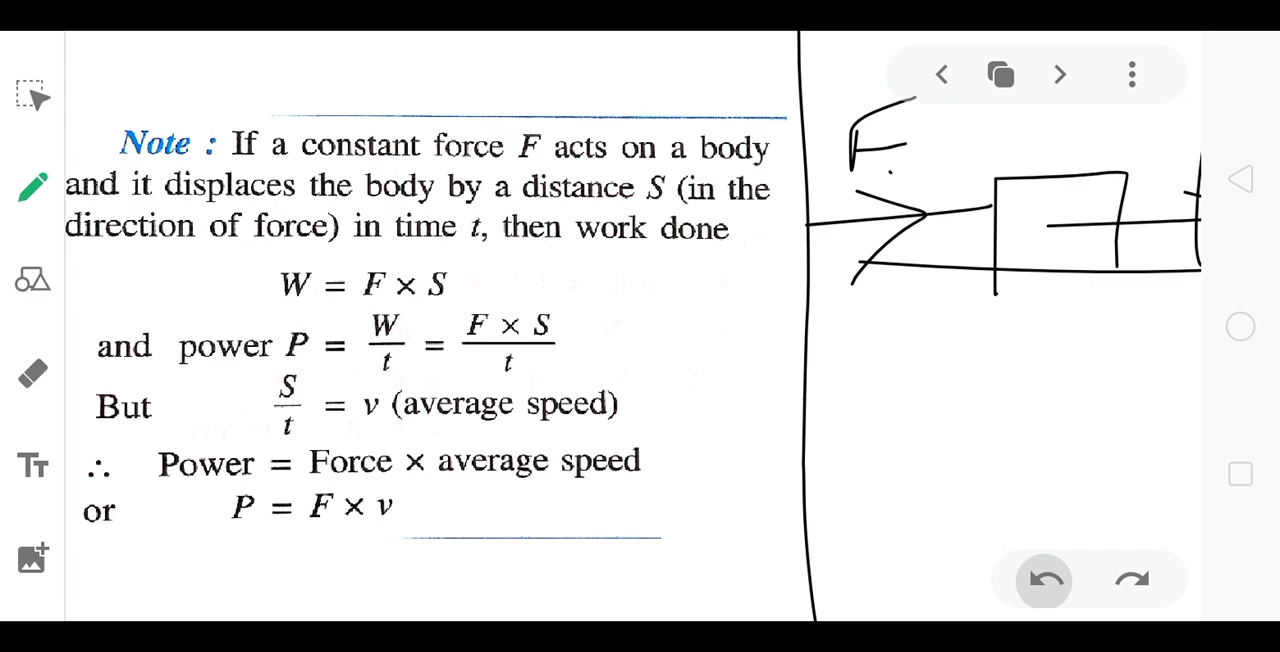 Note : If a constant force F acts on a body
and it displaces the body by a distance S (in the
direction of force) in time t, then work done
W = F × S
and power P = W/t = F × S/t
But S/t = v (average speed)
∴ Power = Force × average speed
or P = F × v
F
TT